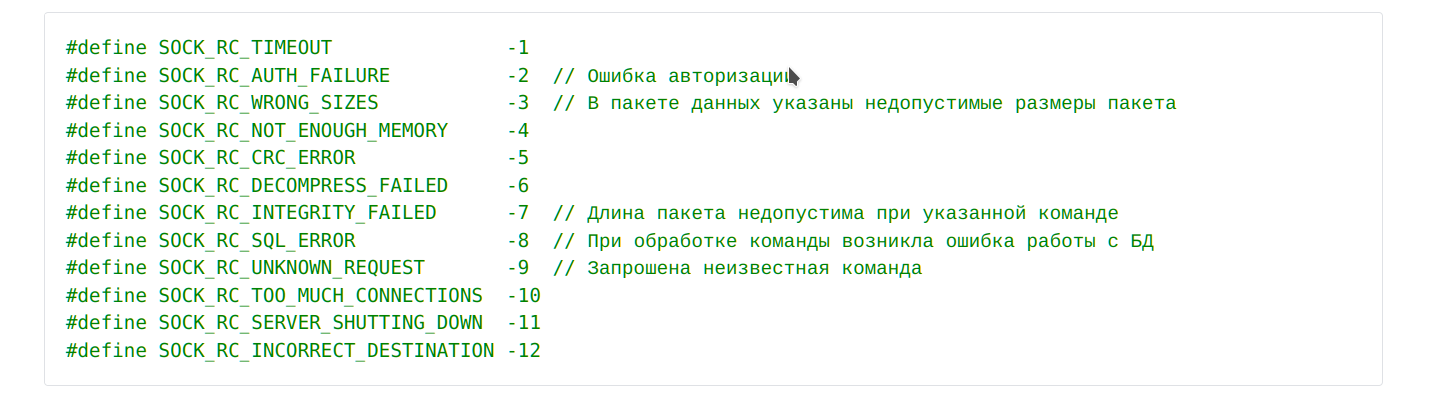 #define SOCK_RC_TIMEOUT -1
#define SOCK_RC_AUTH_FAILURE -2 // Ошибка авторизации
#define SOCK_RC_WRONG_SIZES -3 // В пакете данных указаны недопустимые размеры пакета
#define SOCK_RC_NOT_ENOUGH_MEMORY -4
#define SOCK_RC_CRC_ERROR -5
#define SOCK_RC_DECOMPRESS_FAILED -6
#define SOCK_RC_INTEGRITY_FAILED -7 // Длина пакета недопустима при указанной команде
#define SOCK_RC_SQL_ERROR -8 // При обработке команды возникла ошибка работы с БД
#define SOCK_RC_UNKNOWN_REQUEST -9 // Запрошена неизвестная команда
#define SOCK_RC_TOO_MUCH_CONNECTIONS -10
#define SOCK_RC_SERVER_SHUTTING_DOWN -11
#define SOCK_RC_INCORRECT_DESTINATION -12